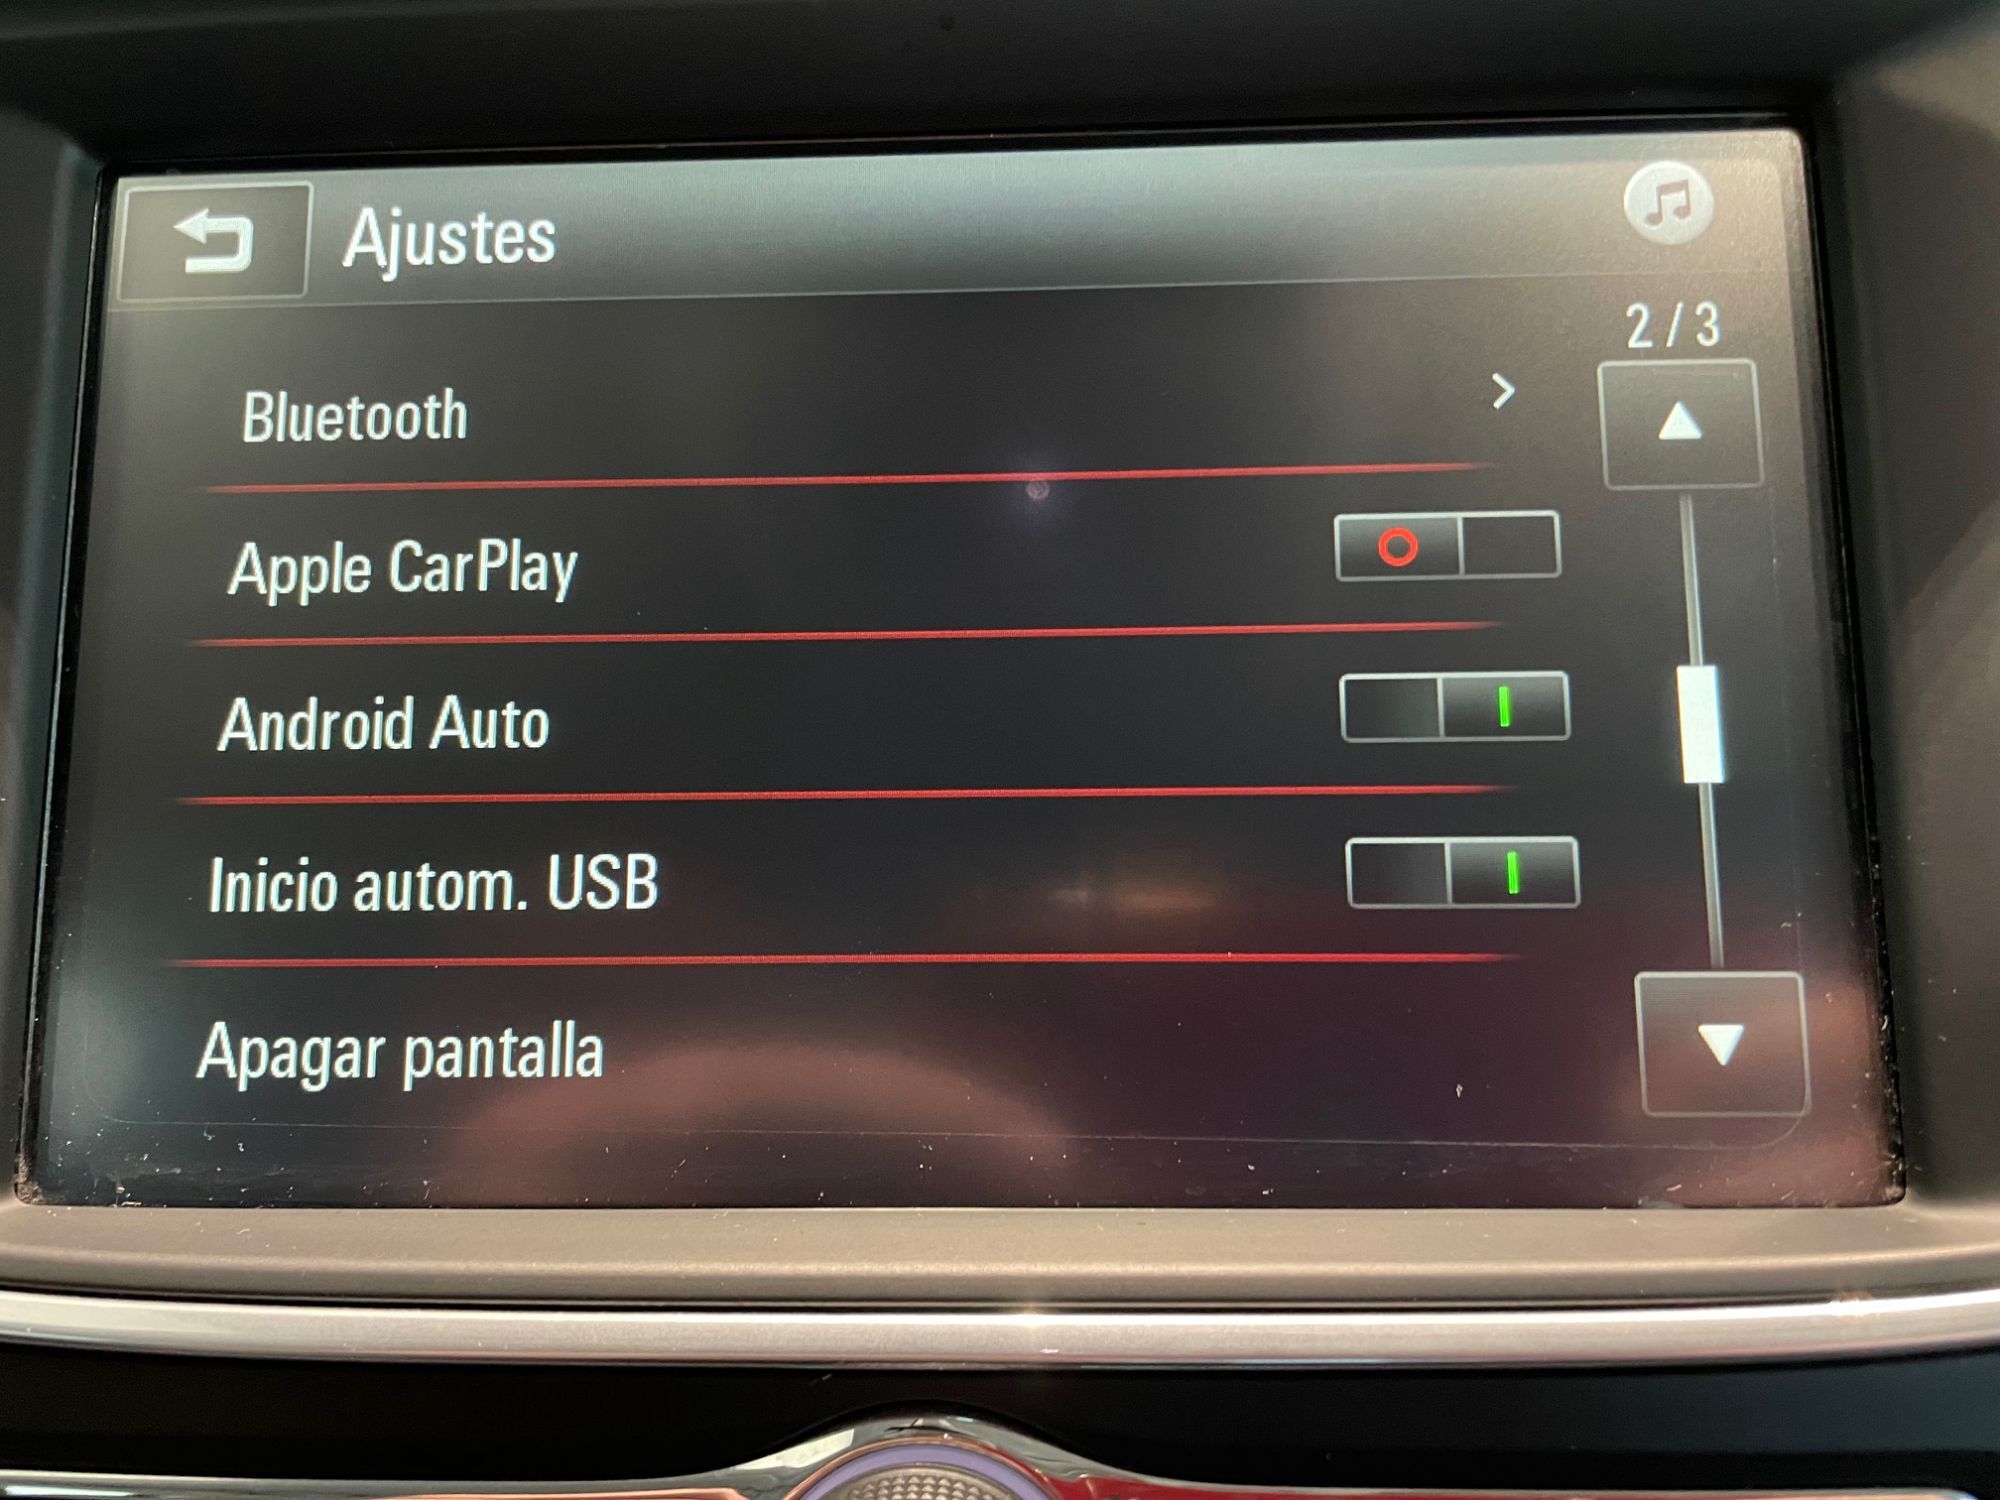 Ajustes
2 / 3
Bluetooth
Apple CarPlay
Android Auto
Inicio autom. USB
Apagar pantalla